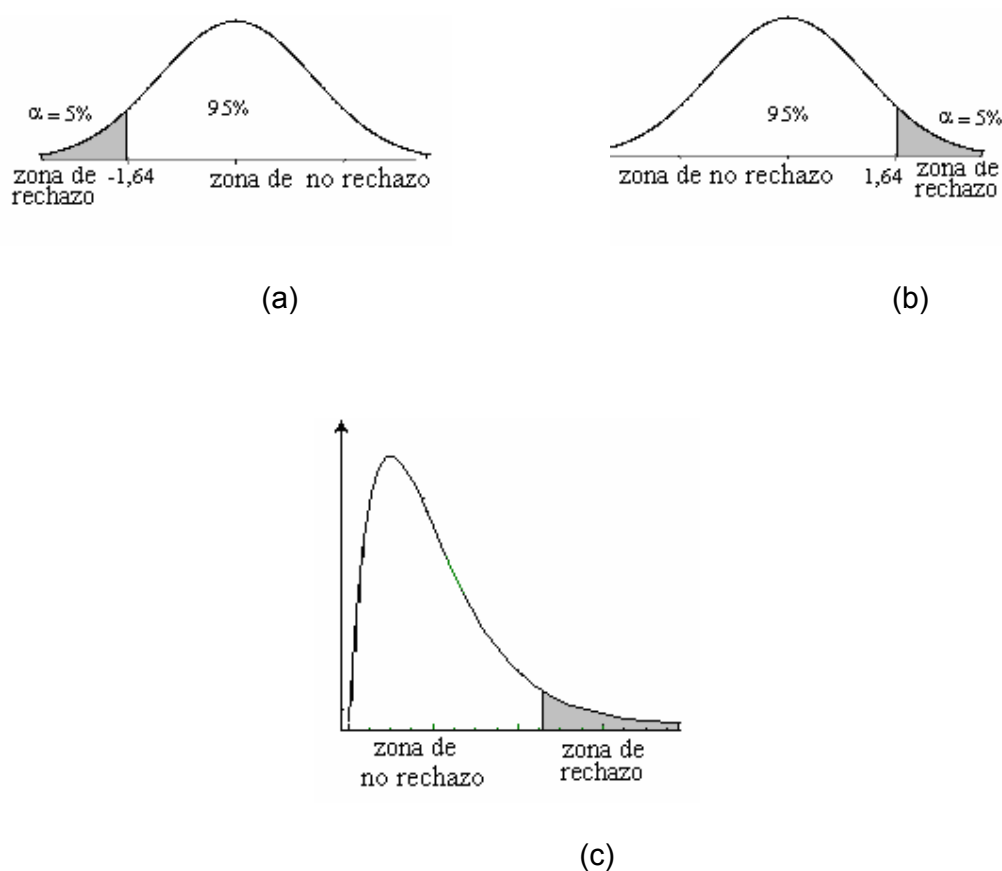 α = 5%
95%
zona de -1,64 zona de no rechazo
rechazo
95%
α = 5%
zona de no rechazo 1,64 zona de
rechazo
(a)
(b)
zona de
no rechazo
zona de
rechazo
(c)